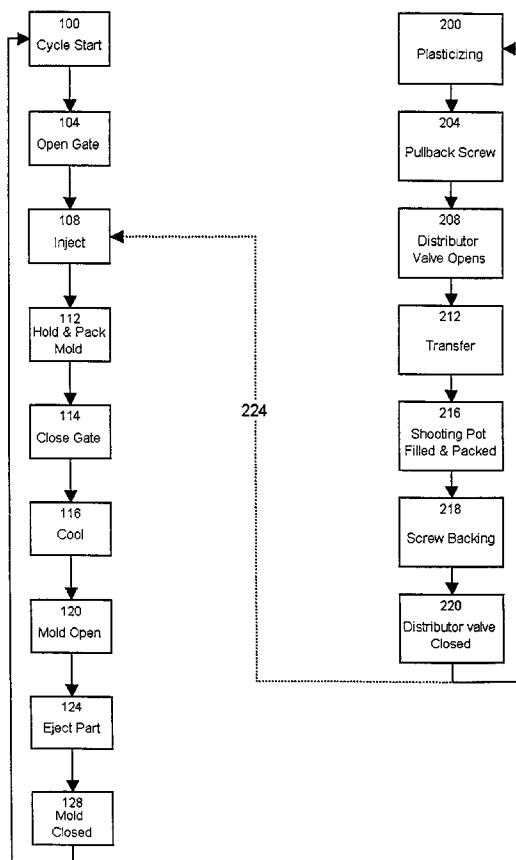 100
Cycle Start
104
Open Gate
108
Inject
112
Hold & Pack
Mold
114
Close Gate
116
Cool
120
Mold Open
124
Eject Part
128
Mold
Closed
224
200
Plasticizing
204
Pullback Screw
208
Distributor
Valve Opens
212
Transfer
216
Shooting Pot
Filled & Packed
218
Screw Backing
220
Distributor valve
Closed